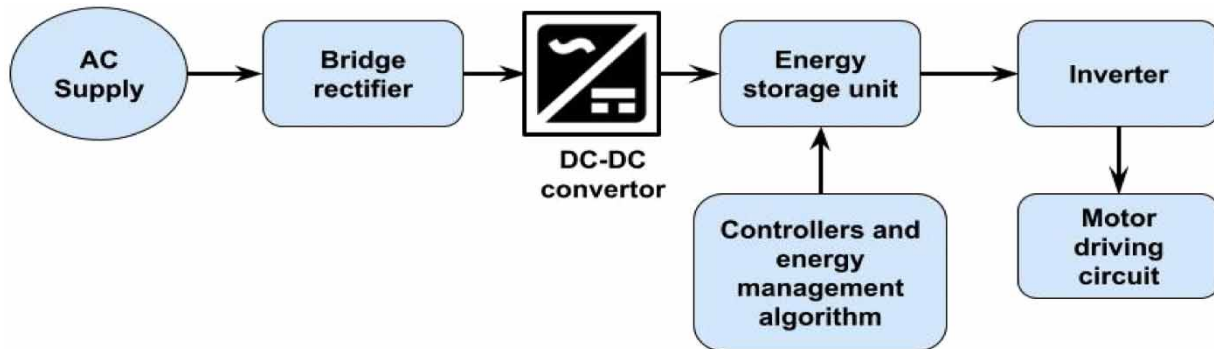 AC
Supply
Bridge
rectifier
DC-DC
convertor
Energy
storage unit
Inverter
Controllers and
energy
management
algorithm
Motor
driving
circuit